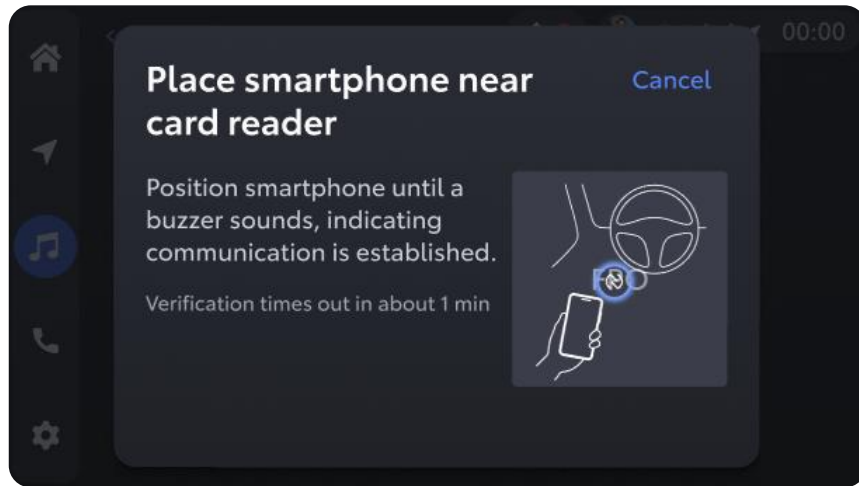 00:00
Place smartphone near
card reader
Cancel
Position smartphone until a
buzzer sounds, indicating
communication is established.
Verification times out in about 1 min